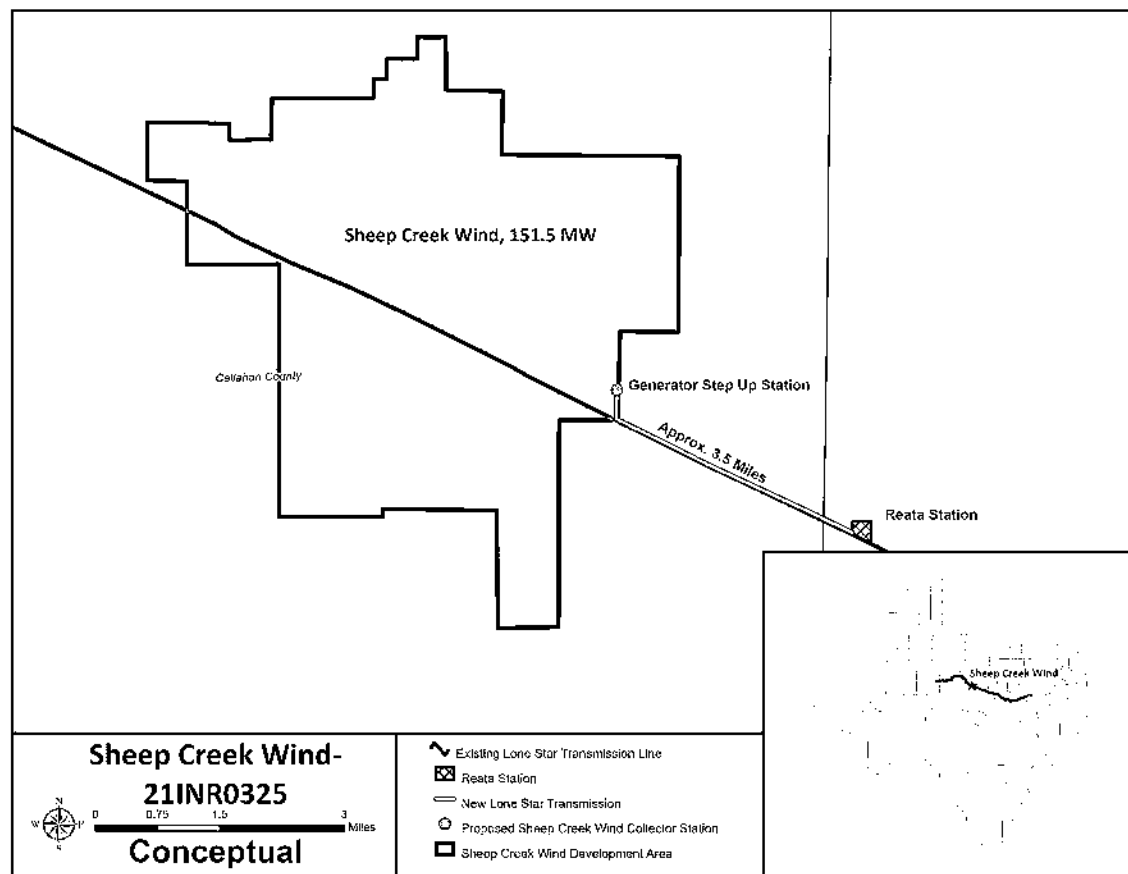 Sheep Creek Wind, 151.5 MW
Callahan County
Generator Step Up Station
Approx. 3.5 Miles
Reata Station
Sheep Creek Wind
Sheep Creek Wind-
21INR0325
N
W
S
0 0.75 1.5 3
Miles
Conceptual
Existing Lone Star Transmission Line
Reata Station
New Lone Star Transmission
Proposed Sheep Creek Wind Collector Station
Sheep Creek Wind Development Area